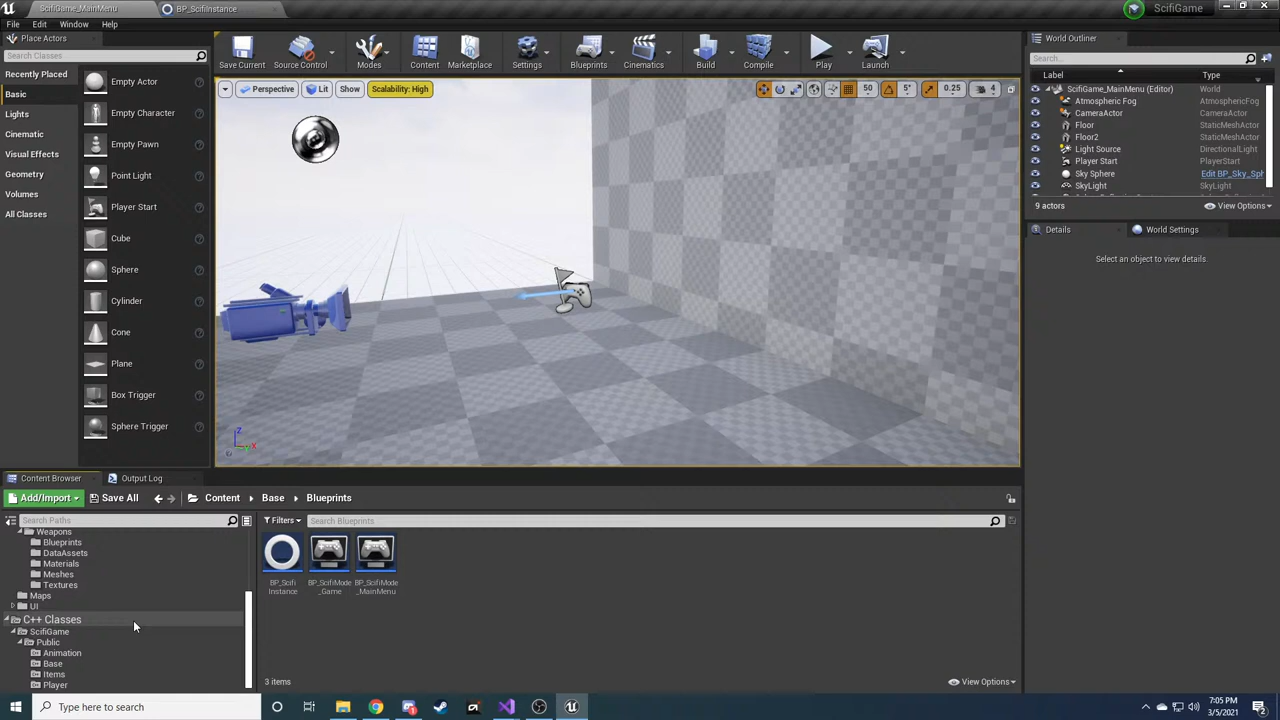 ScifiGame_MainMenu
BP_ScifiInstance
ScifiGame
File Edit Window Help
Place Actors
Search Classes
Recently Placed
Basic
Lights
Cinematic
Visual Effects
Geometry
Volumes
All Classes
Empty Actor
Empty Character
Empty Pawn
Point Light
Player Start
Cube
Sphere
Cylinder
Cone
Plane
Box Trigger
Sphere Trigger
Save Current
Source Control
Modes
Content
Marketplace
Settings
Blueprints
Cinematics
Build
Compile
Play
Launch
Perspective
Lit
Show
Scalability: High
50
5°
0.25
4
Z
X
World Outliner
Search...
Label Type
ScifiGame_MainMenu (Editor) World
Atmospheric Fog AtmosphericFog
CameraActor CameraActor
Floor StaticMeshActor
Floor2 StaticMeshActor
Light Source DirectionalLight
Player Start PlayerStart
Sky Sphere Edit BP_Sky_Sph
SkyLight SkyLight
9 actors
View Options
Details
World Settings
Select an object to view details.
Content Browser
Output Log
Add/Import
Save All
Content
Base
Blueprints
Search Paths
Filters
Search Blueprints
Weapons
Blueprints
DataAssets
Materials
Meshes
Textures
Maps
UI
C++ Classes
ScifiGame
Public
Animation
Base
Items
Player
BP_Scifi
Instance
BP_ScifiMode
_Game
BP_ScifiMode
_MainMenu
3 items
View Options
Type here to search
7:05 PM
3/5/2021